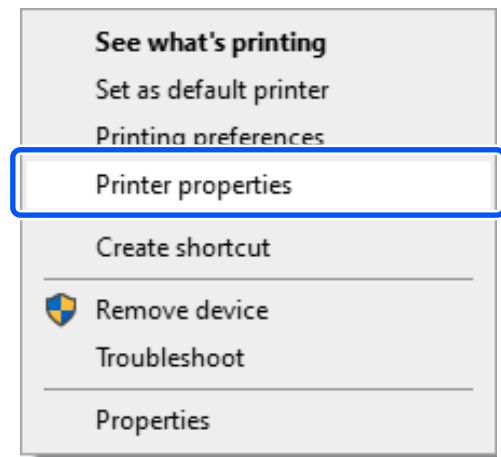 See what's printing
Set as default printer
Printing preferences
Printer properties
Create shortcut
Remove device
Troubleshoot
Properties